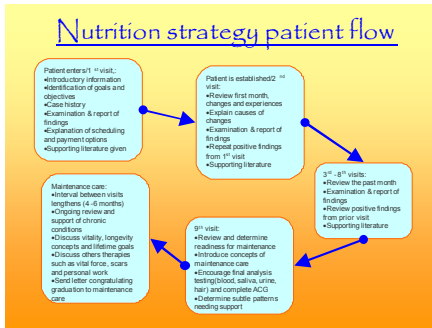 Nutrition strategy patient flow
Patient enters/1 st visit,:
•Introductory information
•Identification of goals and
objectives
•Case history
•Examination & report of
findings
•Explanation of scheduling
and payment options
•Supporting literature given
Patient is established/2 nd
visit:
•Review first month,
changes and experiences
•Explain causes of
changes
•Examination & report of
findings
•Repeat positive findings
from 1st visit
•Supporting literature
3rd -8th visits:
•Review the past month
•Examination & report of
findings
•Review positive findings
from prior visit
•Supporting literature
9th visit:
•Review and determine
readiness for maintenance
•Introduce concepts of
maintenance care
•Encourage final analysis
testing(blood, saliva, urine,
hair) and complete ACG
•Determine subtle patterns
needing support
Maintenance care:
•Interval between visits
lengthens (4-6 months)
•Ongoing review and
support of chronic
conditions
•Discuss vitality, longevity
concepts and lifetime goals
•Discuss others therapies
such as vital force, scars
and personal work
•Send letter congratulating
graduation to maintenance
care